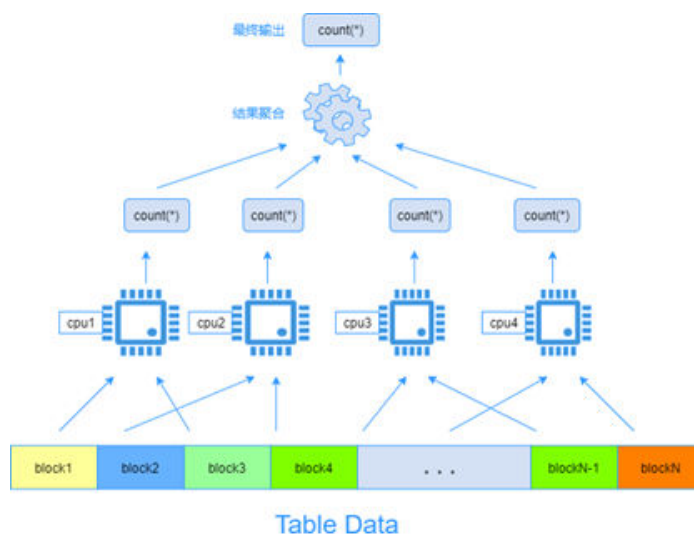 最终输出
count(*)
结果聚合
count(*)
count(*)
count(*)
count(*)
cpu1
cpu2
cpu3
cpu4
block1
block2
block3
block4
...
blockN-1
blockN
Table Data